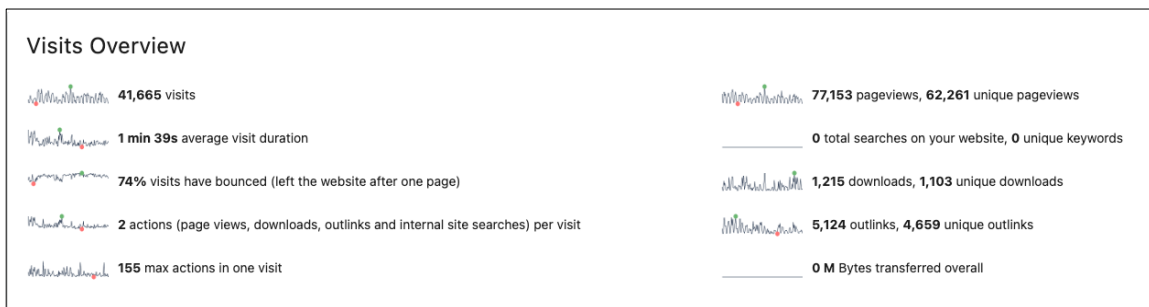 Visits Overview
41,665 visits
1 min 39s average visit duration
74% visits have bounced (left the website after one page)
2 actions (page views, downloads, outlinks and internal site searches) per visit
155 max actions in one visit
77,153 pageviews, 62,261 unique pageviews
0 total searches on your website, 0 unique keywords
1,215 downloads, 1,103 unique downloads
5,124 outlinks, 4,659 unique outlinks
0 M Bytes transferred overall